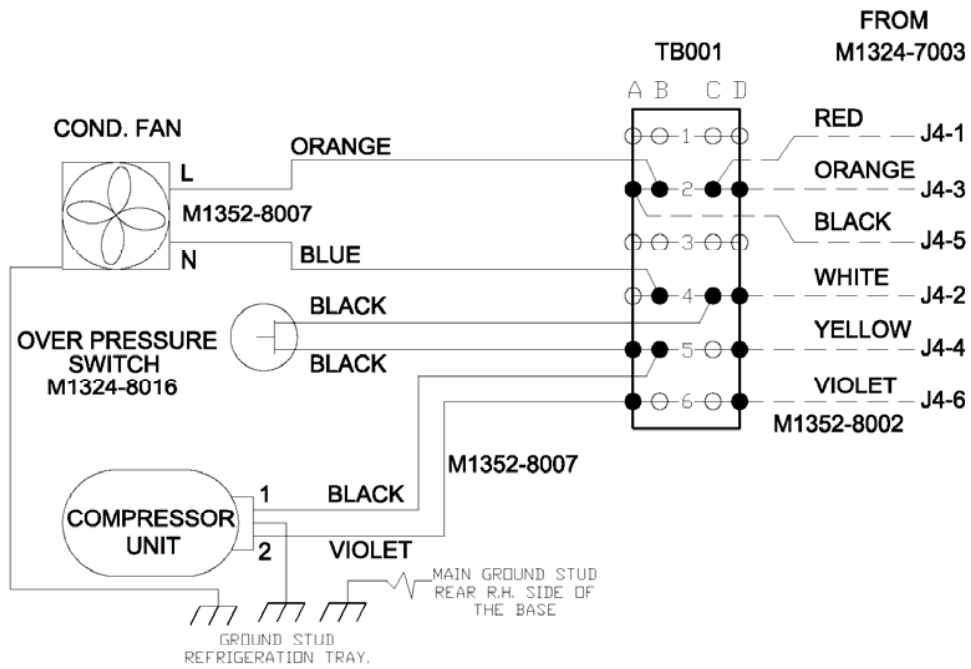 FROM
M1324-7003
TB001
A B C D
COND. FAN
L
N
M1352-8007
ORANGE
BLUE
1
2
3
4
5
6
RED
J4-1
ORANGE
J4-3
BLACK
J4-5
WHITE
J4-2
YELLOW
J4-4
VIOLET
J4-6
M1352-8002
OVER PRESSURE
SWITCH
M1324-8016
BLACK
BLACK
M1352-8007
COMPRESSOR
UNIT
1
2
BLACK
VIOLET
MAIN GROUND STUD
REAR R.H. SIDE OF
THE BASE
GROUND STUD
REFRIGERATION TRAY.